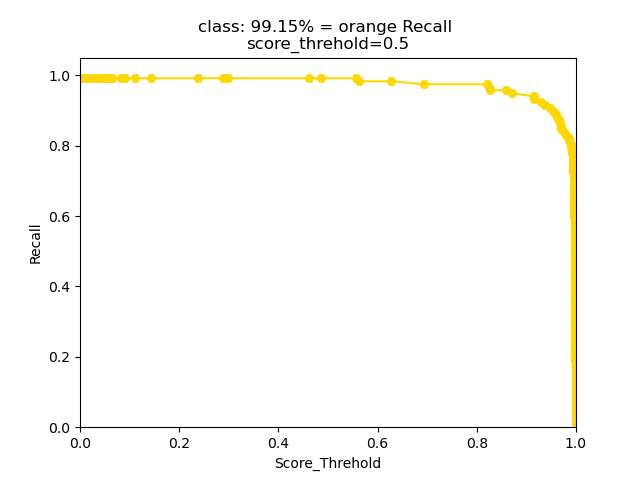 class: 99.15% = orange Recall
score_threhold=0.5
1.0
0.8
0.6
0.4
0.2
0.0
Recall
0.0 0.2 0.4 0.6 0.8 1.0
Score_Threhold